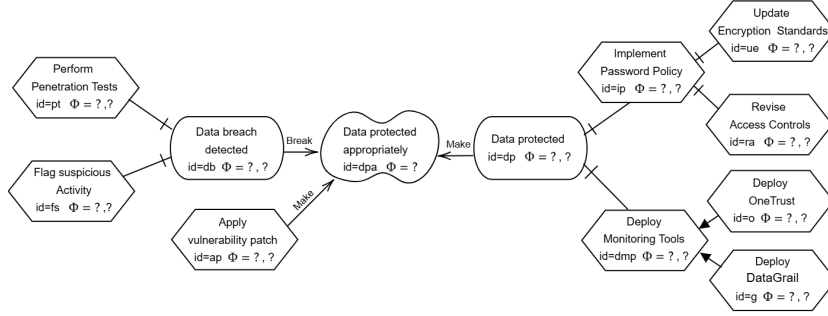 Perform
Penetration Tests
id=pt Φ = ? ,?
Flag suspicious
Activity
id=fs Φ = ? ,?
Data breach
detected
id=db Φ = ? , ?
Break
Apply
vulnerability patch
id=ap Φ = ? , ?
Make
Data protected
appropriately
id=dpa Φ = ?
Make
Data protected
id=dp Φ = ? , ?
Implement
Password Policy
id=ip Φ = ? , ?
Update
Encryption Standards
id=ue Φ = ? , ?
Revise
Access Controls
id=ra Φ = ? , ?
Deploy
Monitoring Tools
id=dmp Φ = ? , ?
Deploy
OneTrust
id=o Φ = ? , ?
Deploy
DataGrail
id=g Φ = ? , ?